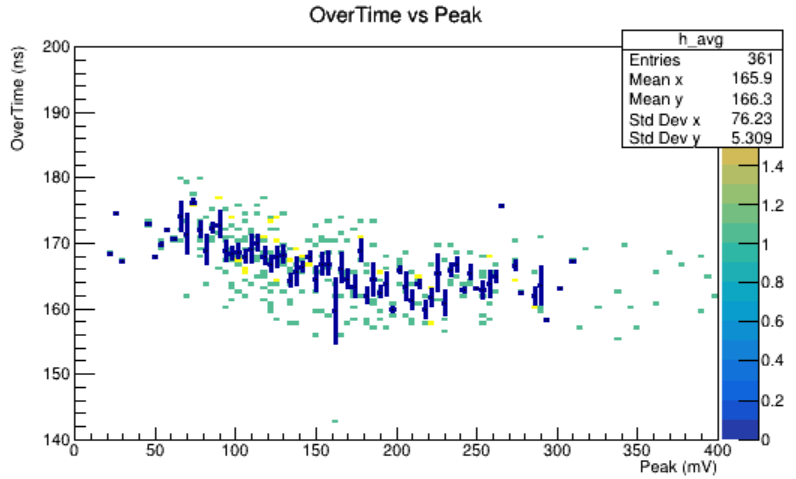 OverTime vs Peak
h_avg
Entries 361
Mean x 165.9
Mean y 166.3
Std Dev x 76.23
Std Dev y 5.309
OverTime (ns)
200
190
180
170
160
150
140
0 50 100 150 200 250 300 350 400
Peak (mV)
1.4
1.2
1
0.8
0.6
0.4
0.2
0